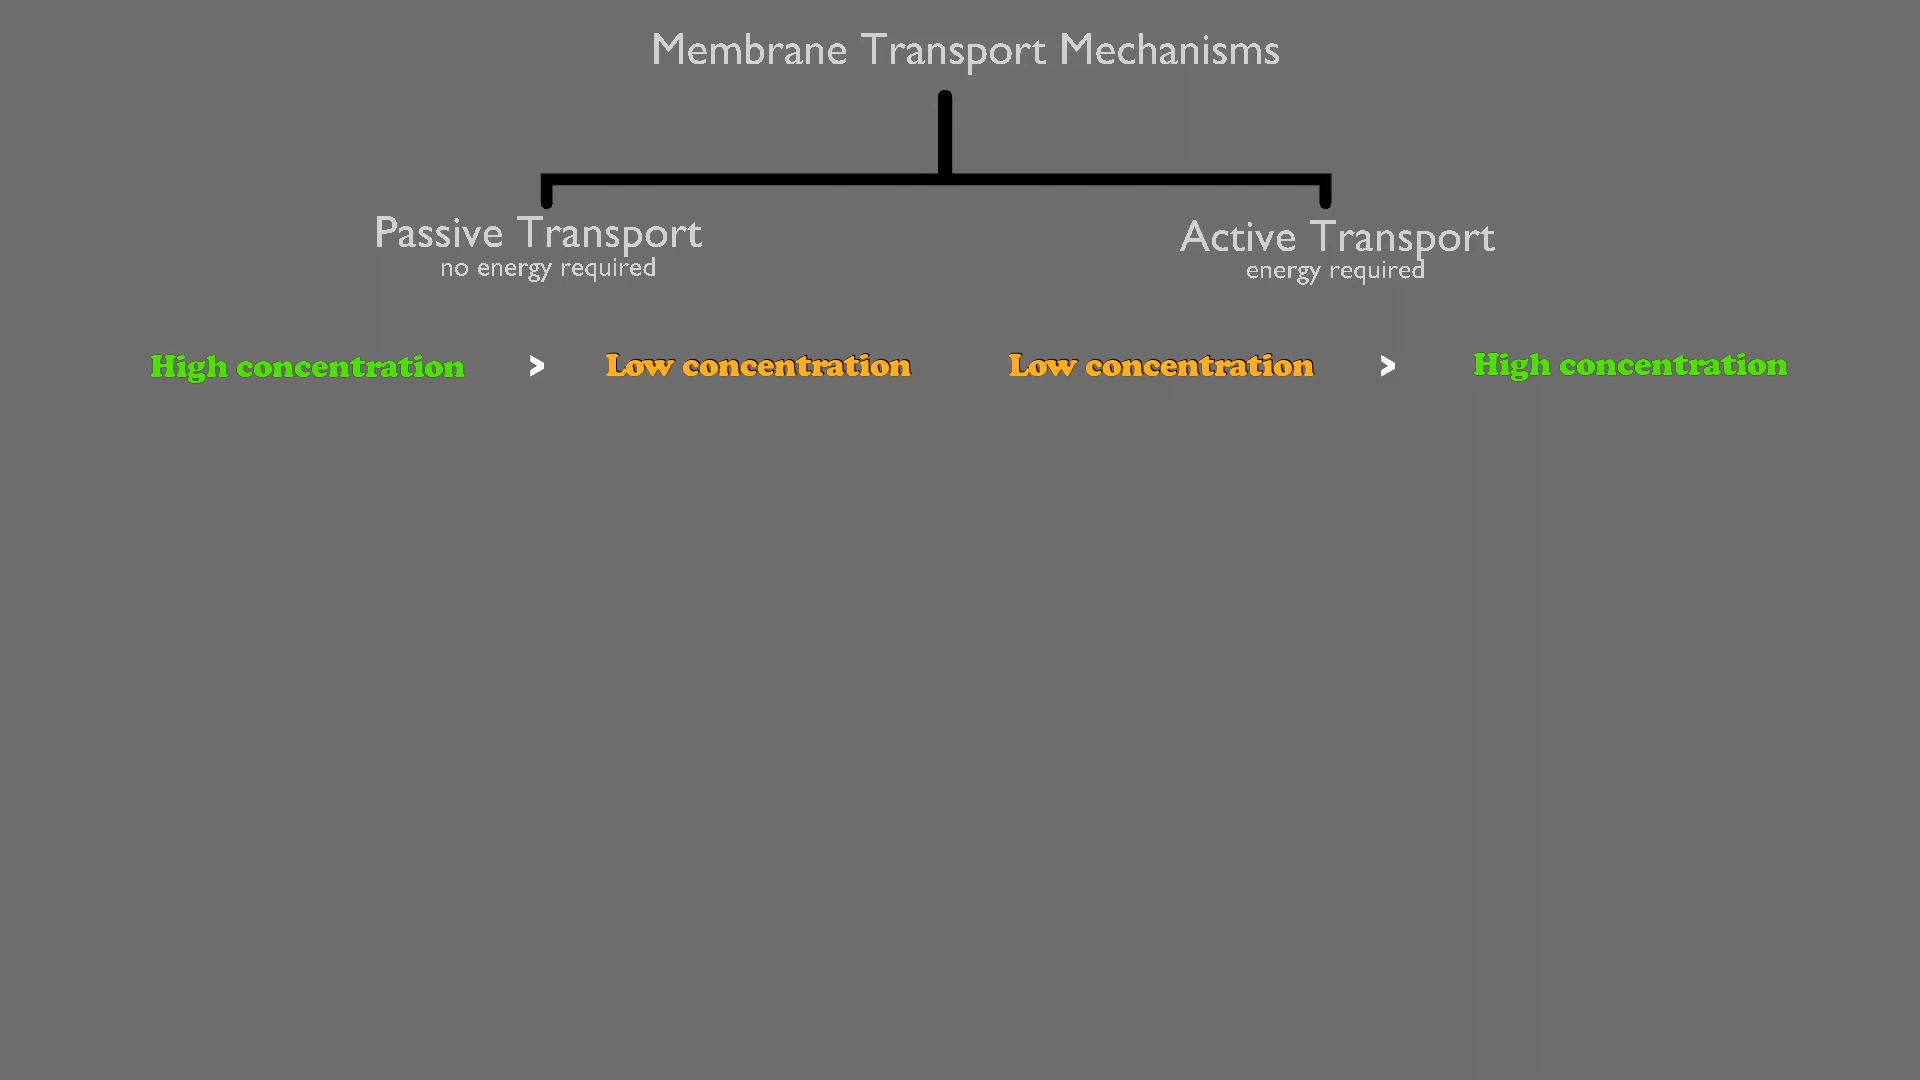 Membrane Transport Mechanisms
Passive Transport
no energy required
Active Transport
energy required
High concentration > Low concentration
Low concentration > High concentration